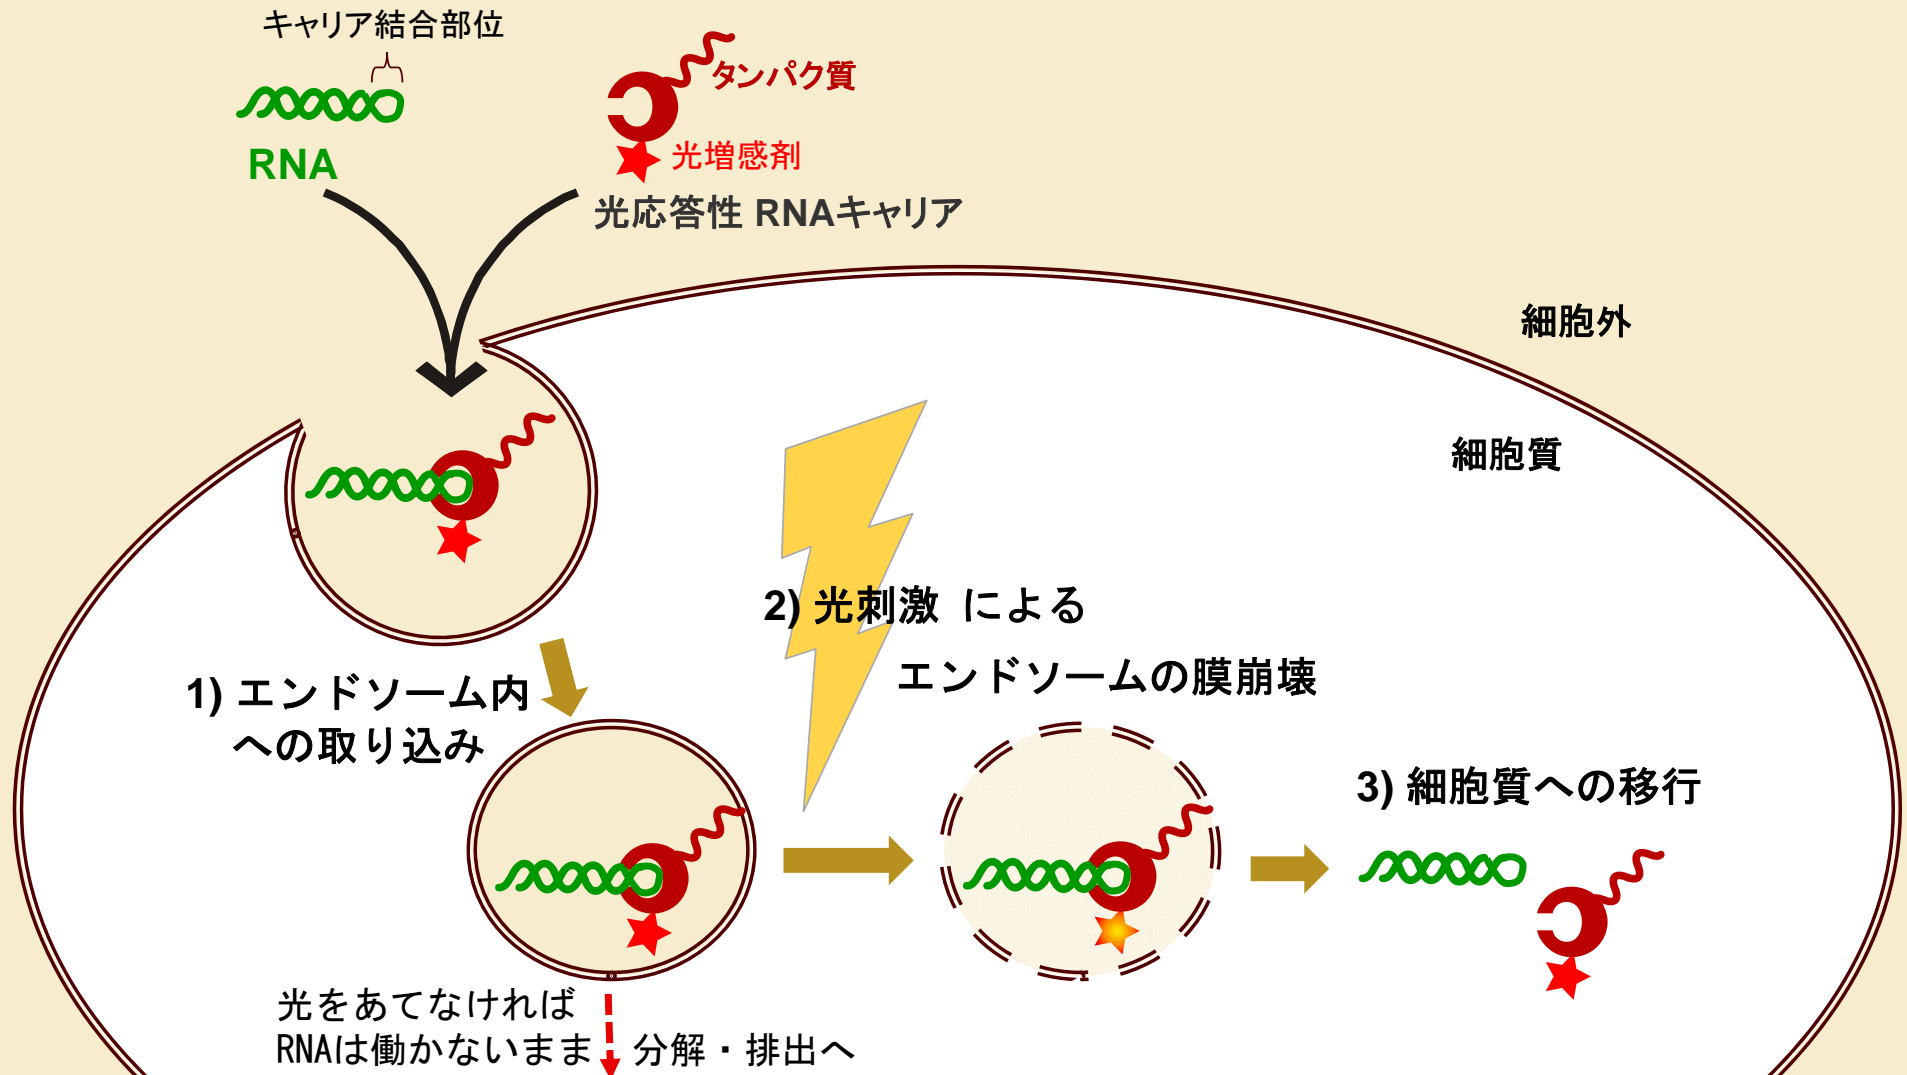 キャリア結合部位
タンパク質
RNA
光増感剤
光応答性 RNAキャリア
細胞外
細胞質
2) 光刺激 による
エンドソームの膜崩壊
1) エンドソーム内
への取り込み
3) 細胞質への移行
光をあてなければ
RNAは働かないまま
分解・排出へ